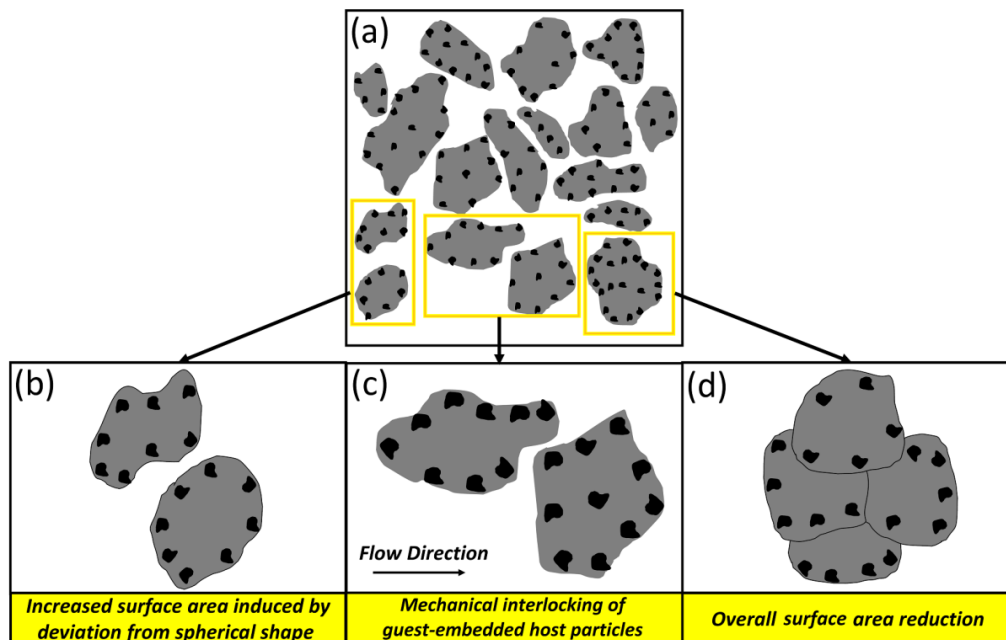 (a)
(b)
(c)
(d)
Flow Direction
Increased surface area induced by
deviation from spherical shape
Mechanical interlocking of
guest-embedded host particles
Overall surface area reduction